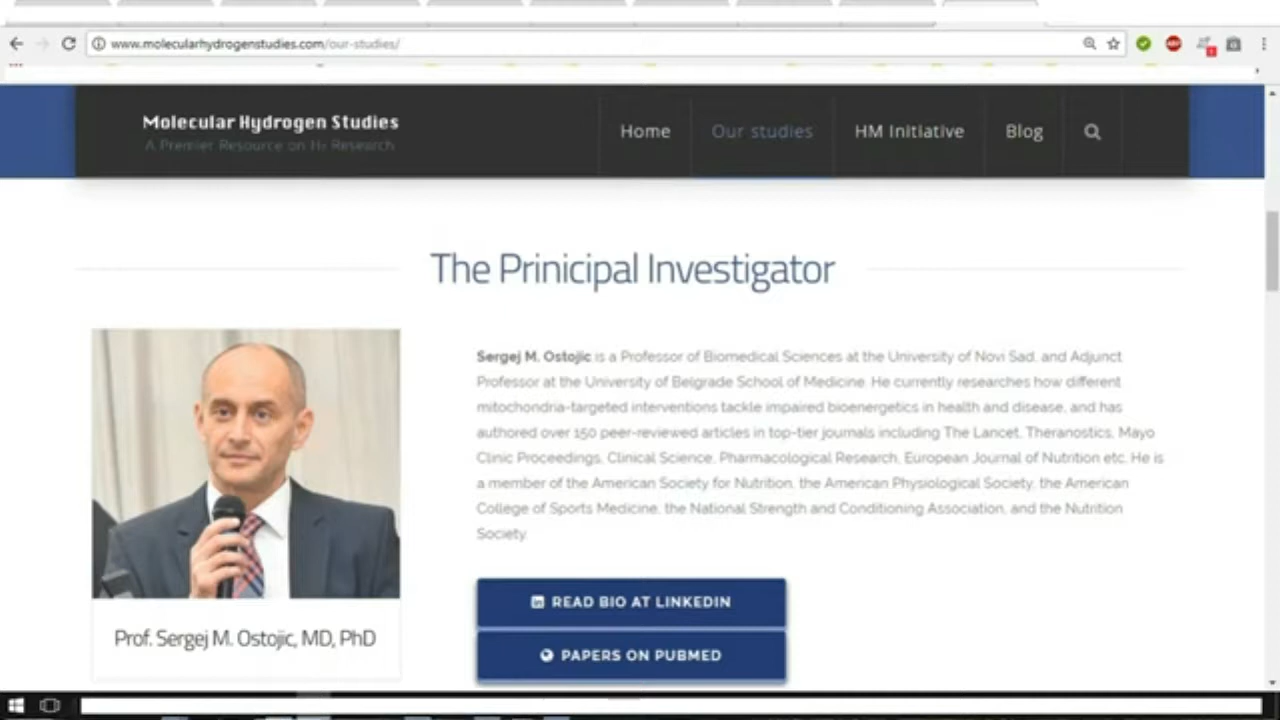 www.molecularhydrogenstudies.com/our-studies/
Molecular Hydrogen Studies
A Premier Resource on H₂ Research
Home
Our studies
HM Initiative
Blog
The Prinicipal Investigator
Sergej M. Ostojic is a Professor of Biomedical Sciences at the University of Novi Sad, and Adjunct
Professor at the University of Belgrade School of Medicine. He currently researches how different
mitochondria-targeted interventions tackle impaired bioenergetics in health and disease, and has
authored over 150 peer-reviewed articles in top-tier journals including The Lancet, Theranostics, Mayo
Clinic Proceedings, Clinical Science, Pharmacological Research, European Journal of Nutrition etc. He is
a member of the American Society for Nutrition, the American Physiological Society, the American
College of Sports Medicine, the National Strength and Conditioning Association, and the Nutrition
Society.
READ BIO AT LINKEDIN
PAPERS ON PUBMED
Prof. Sergej M. Ostojic, MD, PhD